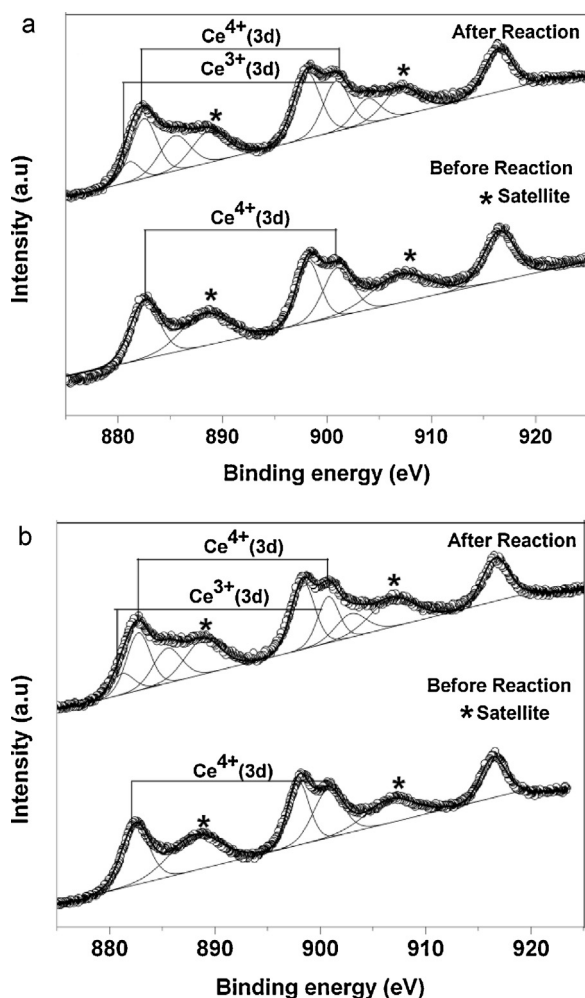 a
Ce4+(3d)
After Reaction
Ce3+(3d)
*
*
Before Reaction
* Satellite
Ce4+(3d)
*
*
Intensity (a.u)
880 890 900 910 920
Binding energy (eV)
b
Ce4+(3d)
After Reaction
Ce3+(3d)
*
*
Before Reaction
* Satellite
Ce4+(3d)
*
*
Intensity (a.u)
880 890 900 910 920
Binding energy (eV)